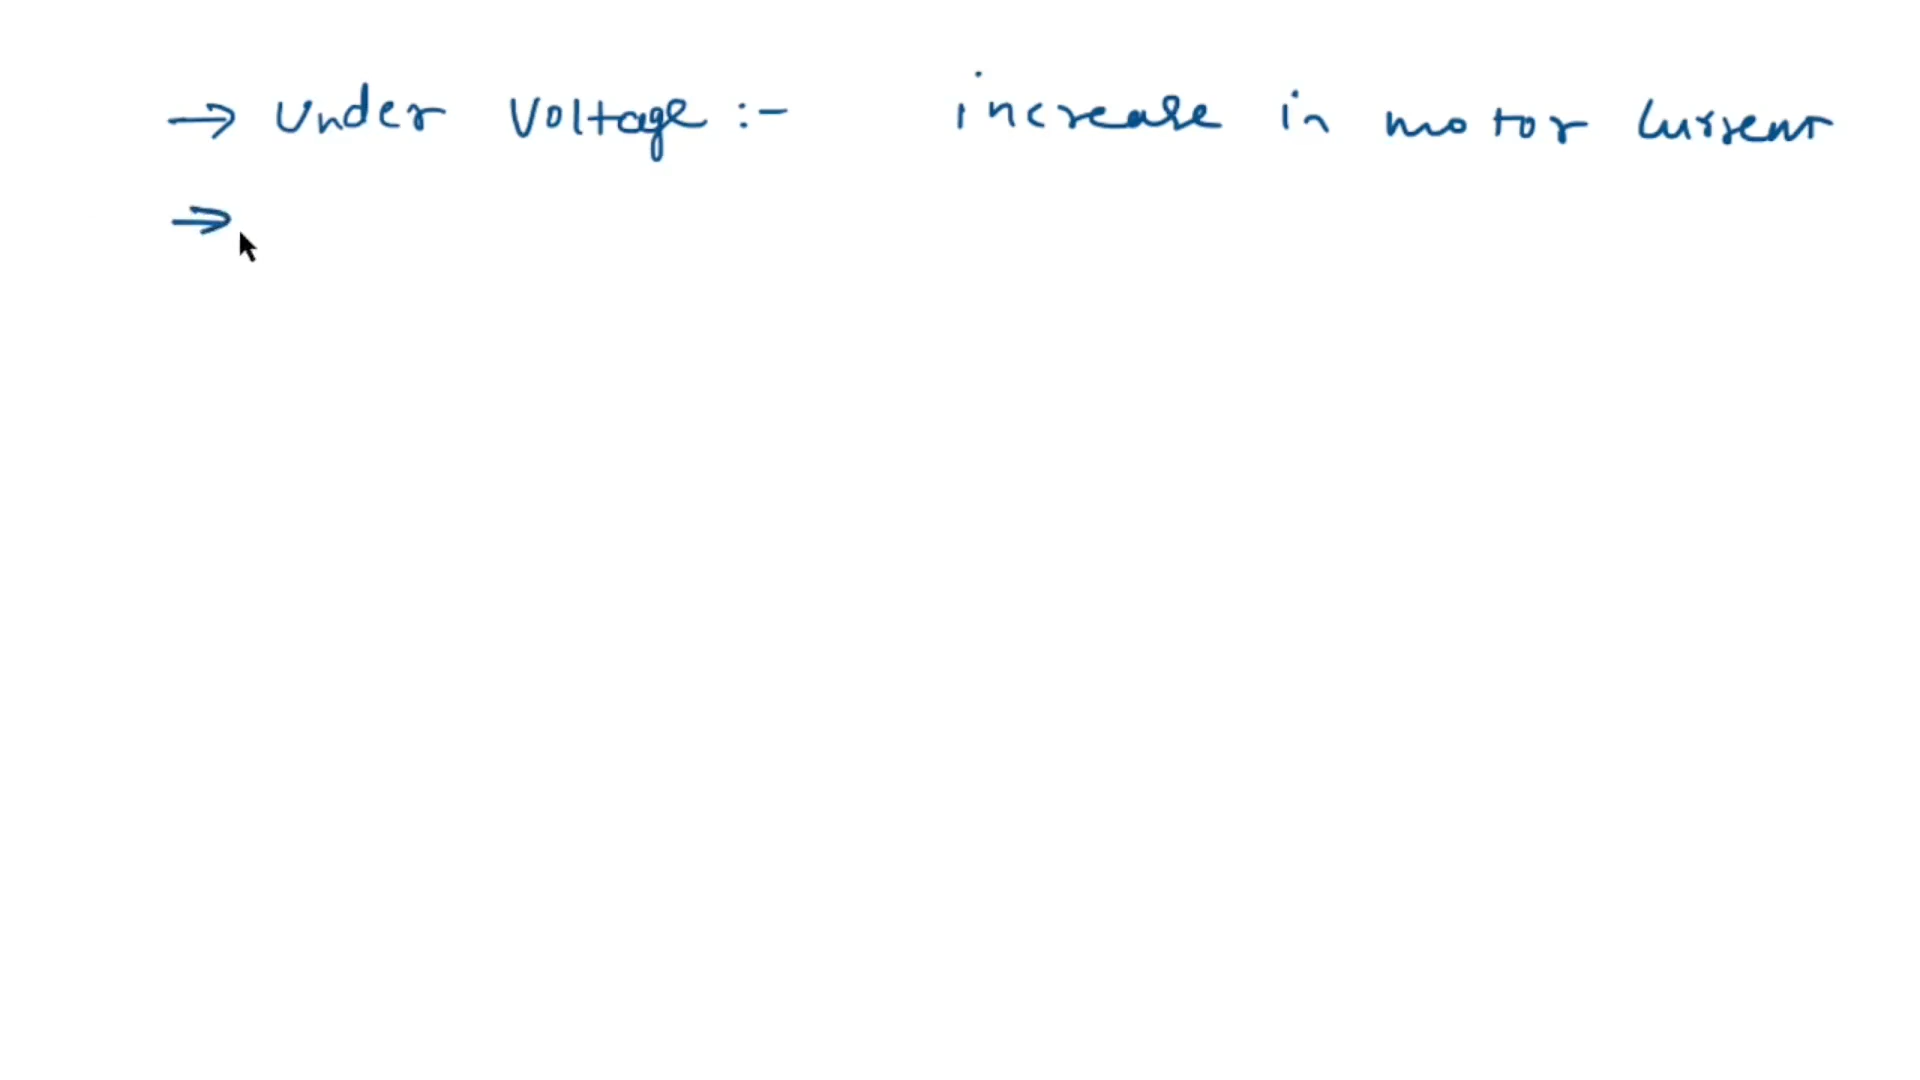 → Under Voltage :- increase in motor current
→